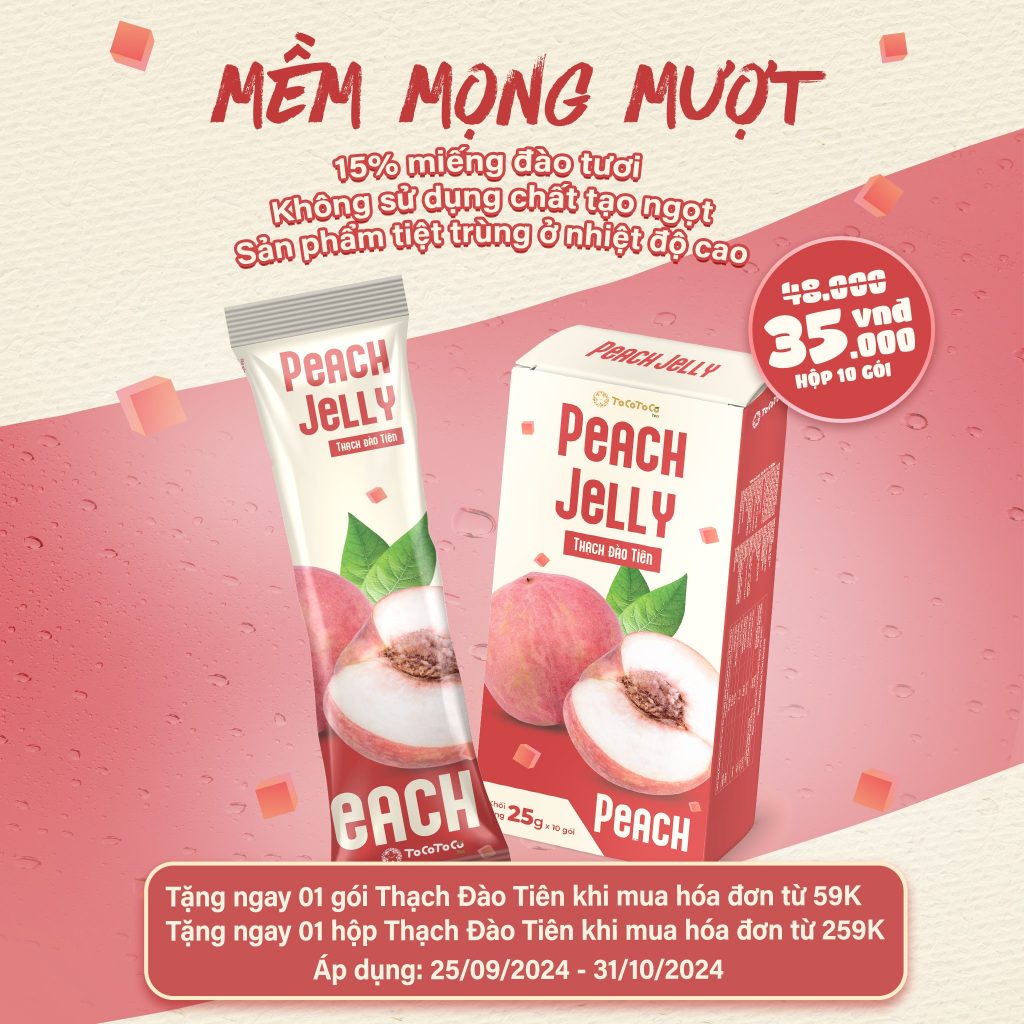 MỀM MỌNG MƯỢT
15% miếng đào tươi
Không sử dụng chất tạo ngọt
Sản phẩm tiệt trùng ở nhiệt độ cao
48.000
35.000 vnđ
HỘP 10 GÓI
PEACH
JELLY
THẠCH ĐÀO TIÊN
EACH
ToCoToCo
PEACH JELLY
ToCoToCo
Tea
PEACH
JELLY
THẠCH ĐÀO TIÊN
25g x 10 gói
PEACH
ToCoToCo
Tặng ngay 01 gói Thạch Đào Tiên khi mua hóa đơn từ 59K
Tặng ngay 01 hộp Thạch Đào Tiên khi mua hóa đơn từ 259K
Áp dụng: 25/09/2024 - 31/10/2024